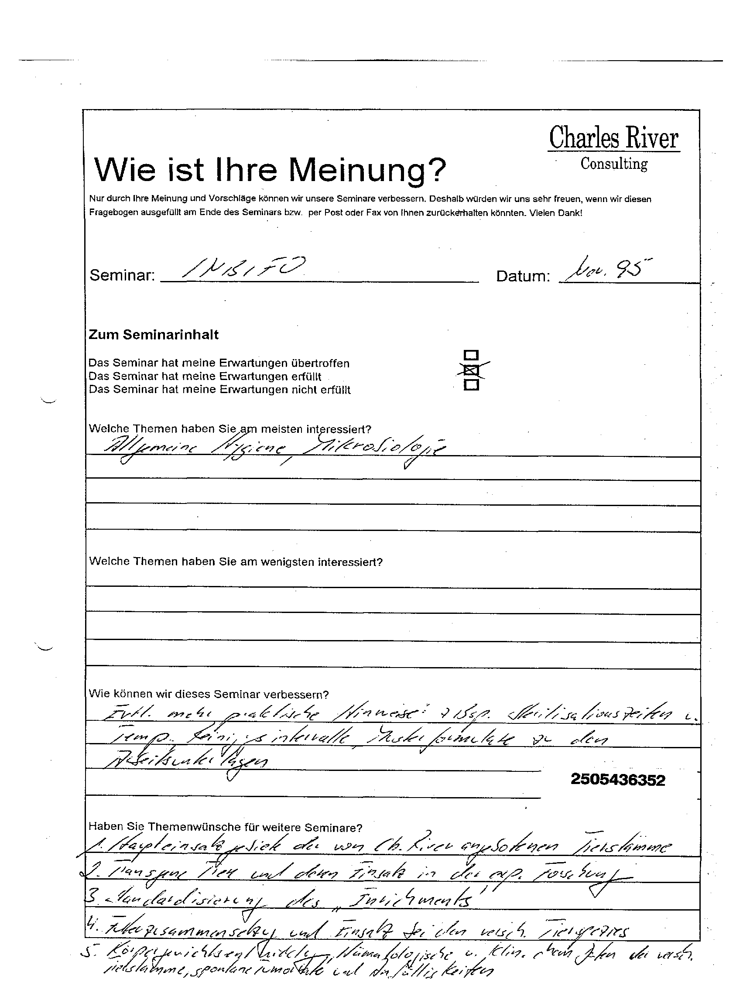 Charles River
Consulting
Wie ist Ihre Meinung?
Nur durch Ihre Meinung und Vorschläge können wir unsere Seminare verbessern. Deshalb würden wir uns sehr freuen, wenn wir diesen
Fragebogen ausgefüllt am Ende des Seminars bzw. per Post oder Fax von Ihnen zurückerhalten könnten. Vielen Dank!
Seminar: INBIFO Datum: Nov. 95
Zum Seminarinhalt
Das Seminar hat meine Erwartungen übertroffen
Das Seminar hat meine Erwartungen erfüllt
Das Seminar hat meine Erwartungen nicht erfüllt
Welche Themen haben Sie am meisten interessiert?
Allgemeine Hygiene, Mikrobiologie
Welche Themen haben Sie am wenigsten interessiert?
Wie können wir dieses Seminar verbessern?
Evtl. mehr praktische Hinweise: z. Bsp. Sterilisationszeiten u.
Temp. Reinigungsintervalle, Musterformulare zu den
Arbeitsunterlagen
2505436352
Haben Sie Themenwünsche für weitere Seminare?
1. Haupteinsatzgebiete der von Ch. River angebotenen Tierstämme
2. Transgene Tiere und deren Einsatz in der exp. Forschung
3. Standardisierung des "Enrichments"
4. Futterzusammensetzung und Einsatz bei den versch. Tierspezies
5. Körpergewichtsentwicklung, Hämatologische u. klin. chem. Daten der versch.
Tierstämme, spontane Tumorrate und Anfälligkeiten